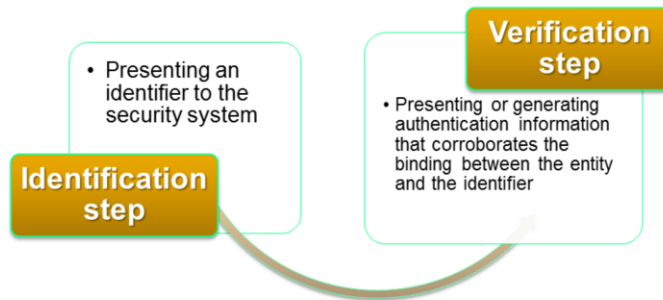 • Presenting an
identifier to the
security system
Identification
step
Verification
step
• Presenting or generating
authentication information
that corroborates the
binding between the entity
and the identifier